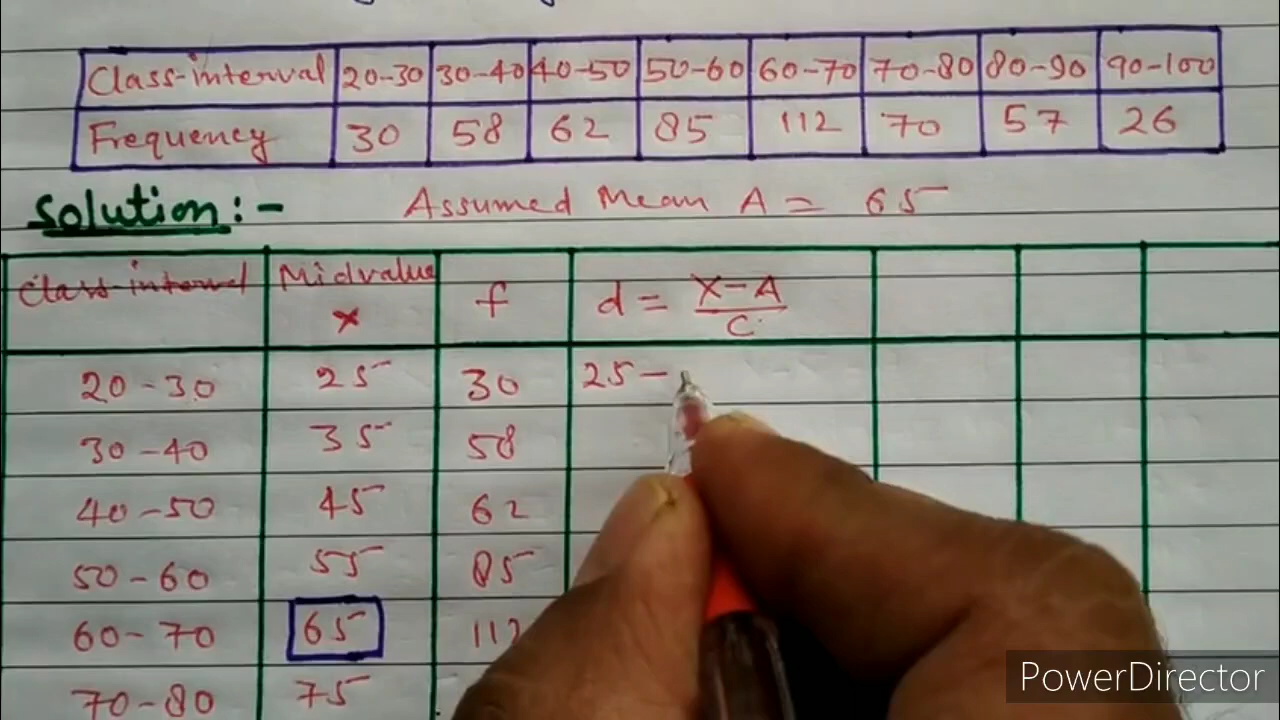 Class-interval 20-30 30-40 40-50 50-60 60-70 70-80 80-90 90-100
Frequency 30 58 62 85 112 70 57 26
Solution:- Assumed Mean A = 65
Class-interval Midvalue x f d = X-A / C
20-30 25 30 25-
30-40 35 58
40-50 45 62
50-60 55 85
60-70 65 112
70-80 75
PowerDirector